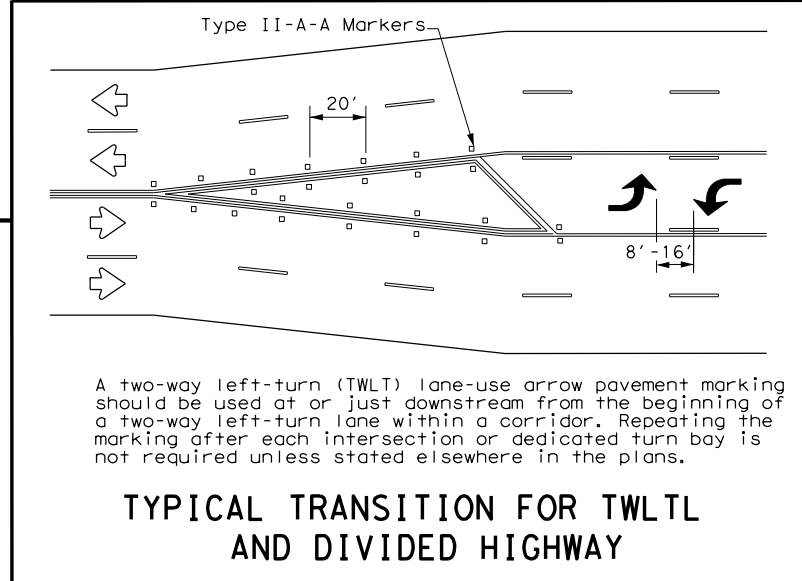 Type II-A-A Markers
20'
8'-16'
A two-way left-turn (TWLT) lane-use arrow pavement marking
should be used at or just downstream from the beginning of
a two-way left-turn lane within a corridor. Repeating the
marking after each intersection or dedicated turn bay is
not required unless stated elsewhere in the plans.
TYPICAL TRANSITION FOR TWLTL
AND DIVIDED HIGHWAY